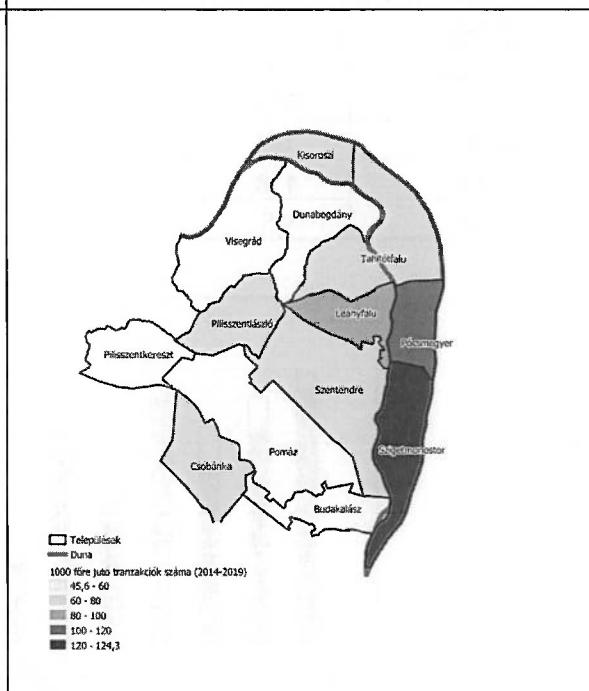 Kisoroszi
Dunabogdány
Visegrád
Tahitótfalu
Pilisszentlászló
Leányfalu
Pócsmegyer
Pilisszentkereszt
Szentendre
Szigetmonostor
Pomáz
Csobánka
Budakalász
Települések
Duna
1000 főre jutó tranzakciók száma (2014-2019)
45,6 - 60
60 - 80
80 - 100
100 - 120
120 - 124,3